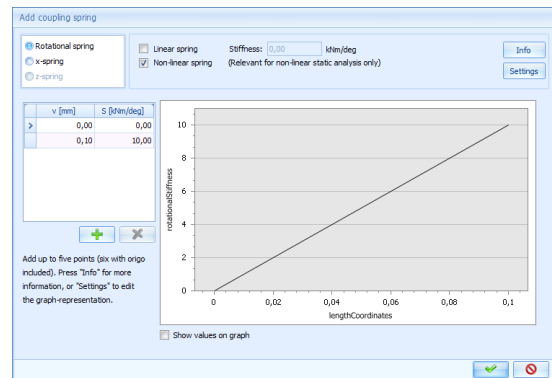 Add coupling spring
Rotational spring
x-spring
z-spring
Linear spring
Stiffness: 0,00 kNm/deg
Non-linear spring
(Relevant for non-linear static analysis only)
Info
Settings
v [mm] S [kNm/deg]
0,00 0,00
0,10 10,00
Add up to five points (six with origo
included). Press "Info" for more
information, or "Settings" to edit
the graph-representation.
rotationalStiffness
10
8
6
4
2
0
0 0,02 0,04 0,06 0,08 0,1
lengthCoordinates
Show values on graph